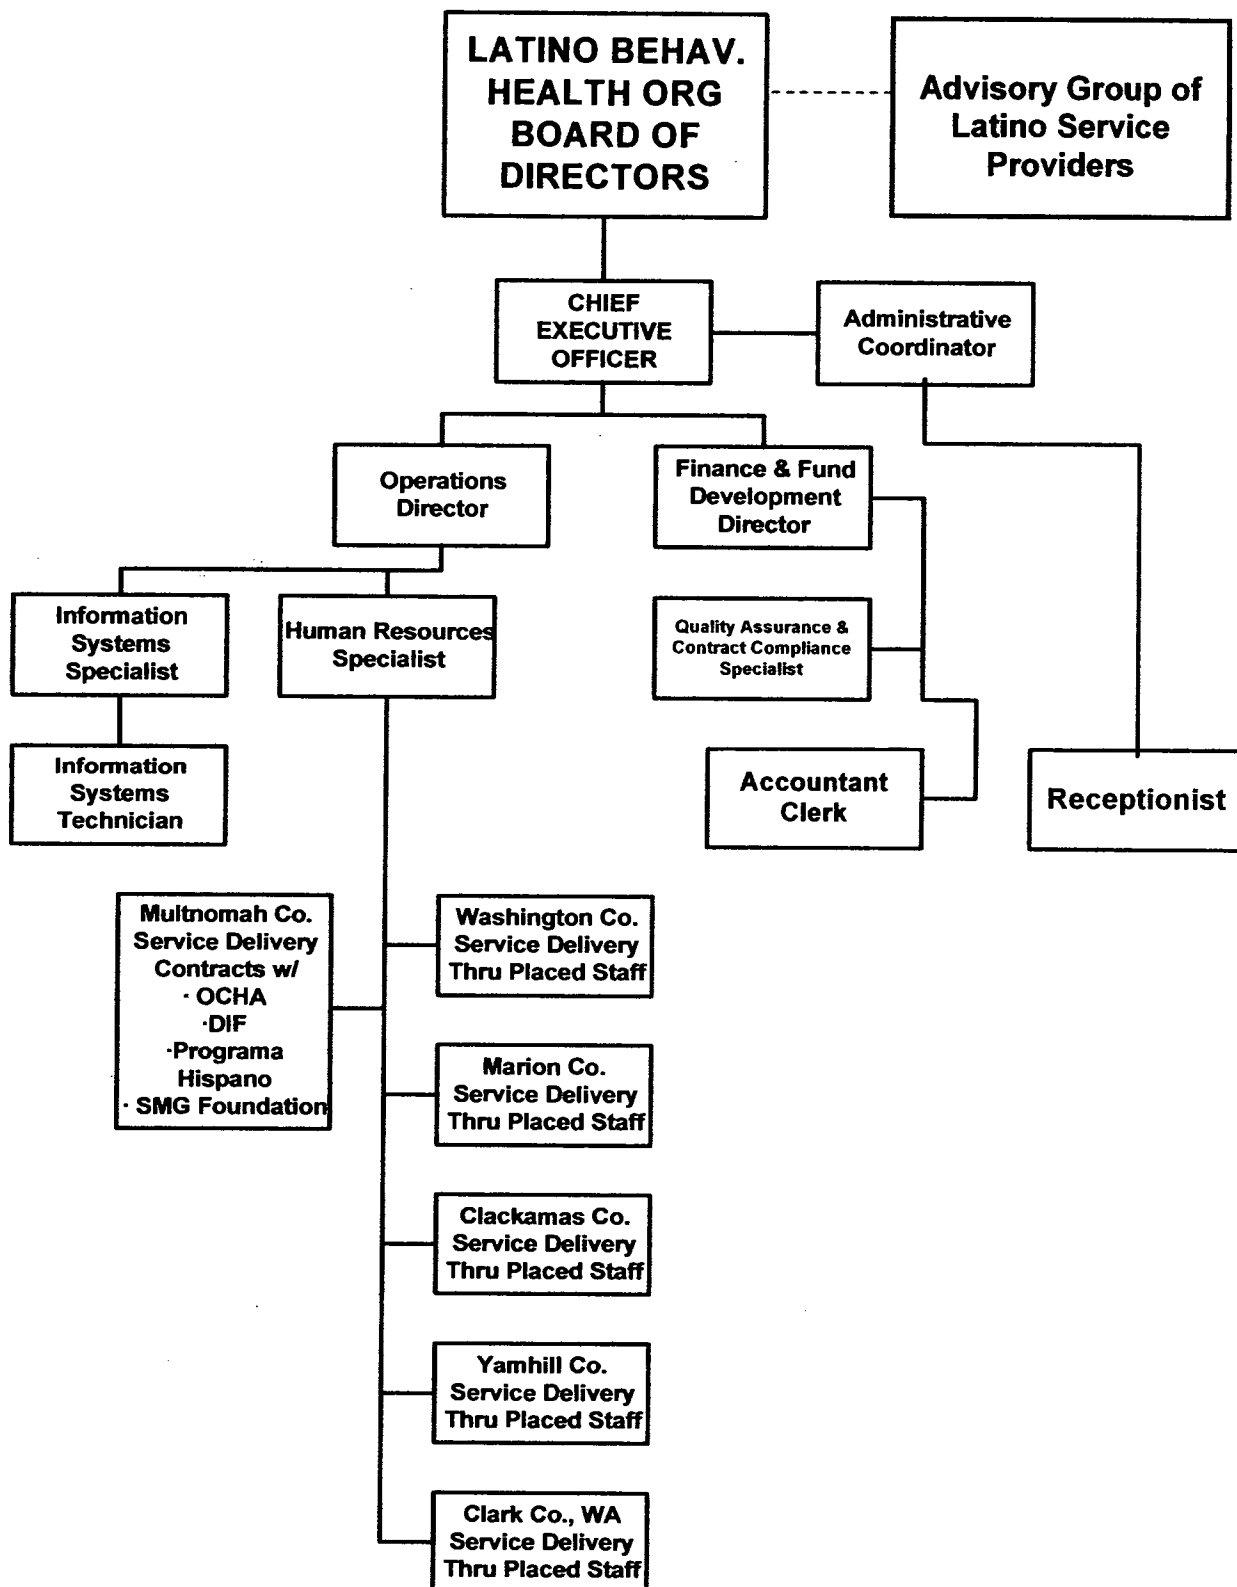 LATINO BEHAV.
HEALTH ORG
BOARD OF
DIRECTORS
Advisory Group of
Latino Service
Providers
CHIEF
EXECUTIVE
OFFICER
Administrative
Coordinator
Operations
Director
Finance & Fund
Development
Director
Information
Systems
Specialist
Human Resources
Specialist
Quality Assurance &
Contract Compliance
Specialist
Information
Systems
Technician
Accountant
Clerk
Receptionist
Multnomah Co.
Service Delivery
Contracts w/
· OCHA
·DIF
·Programa
Hispano
· SMG Foundation
Washington Co.
Service Delivery
Thru Placed Staff
Marion Co.
Service Delivery
Thru Placed Staff
Clackamas Co.
Service Delivery
Thru Placed Staff
Yamhill Co.
Service Delivery
Thru Placed Staff
Clark Co., WA
Service Delivery
Thru Placed Staff